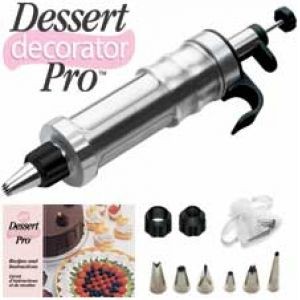 Dessert
decorator
Pro™
Dessert
Pro
Recipes and
Instructions